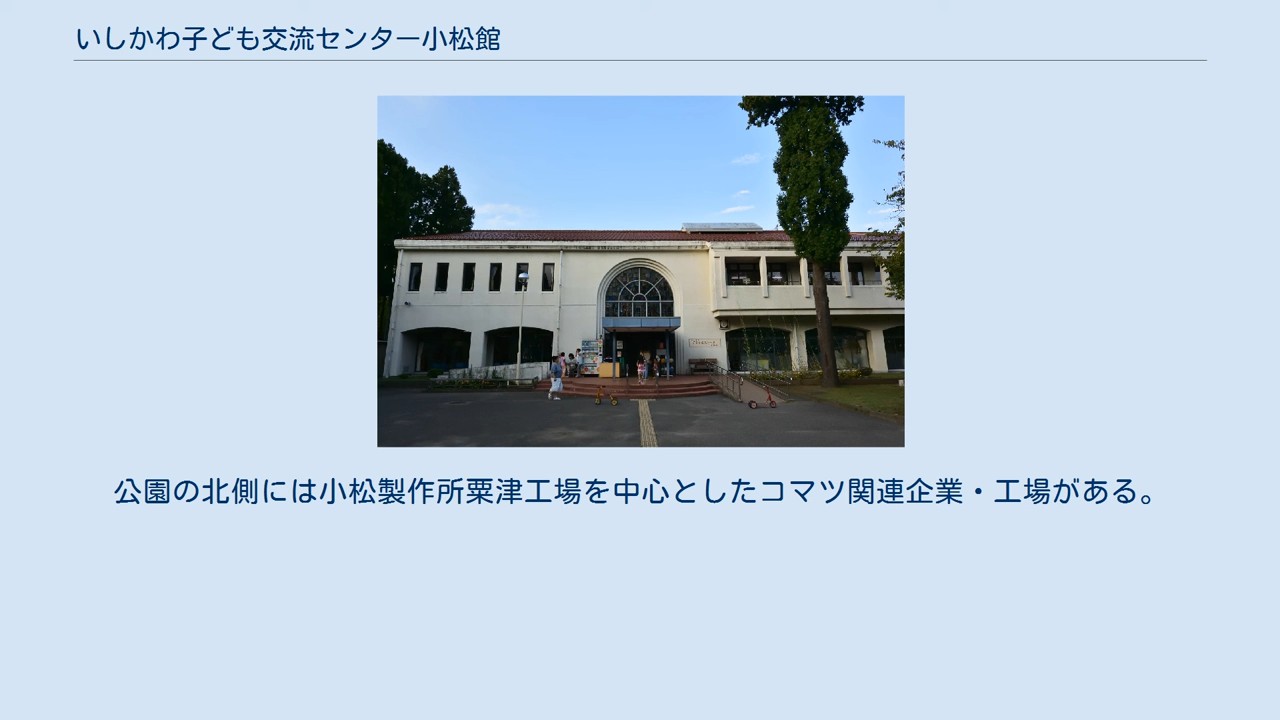 いしかわ子ども交流センター小松館
公園の北側には小松製作所粟津工場を中心としたコマツ関連企業・工場がある。